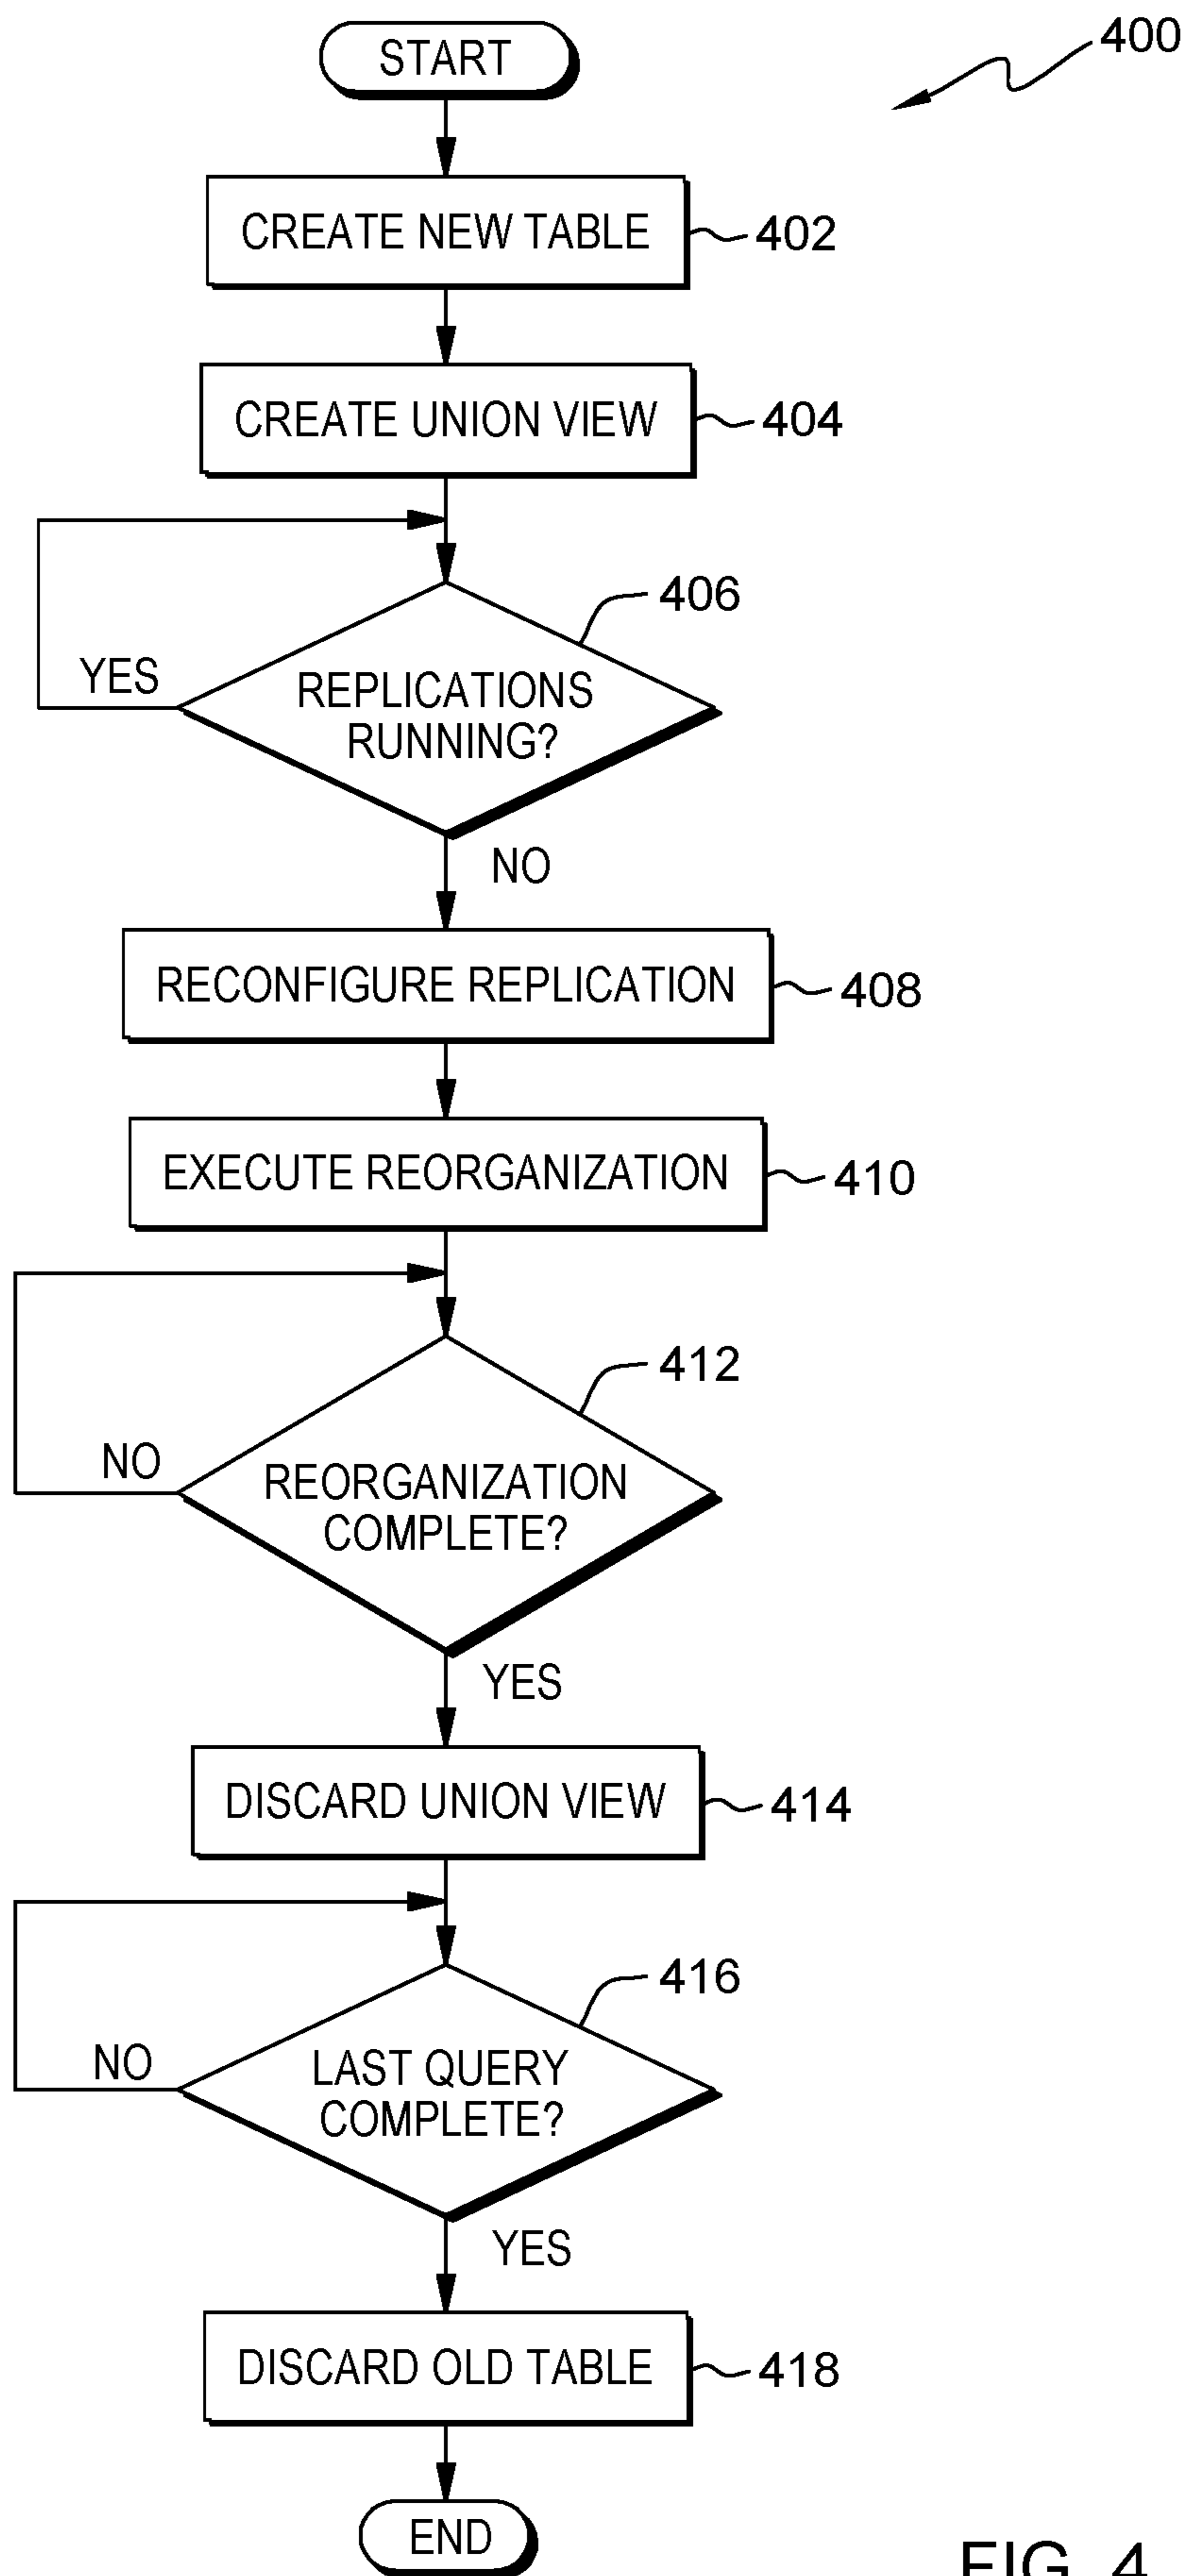 START
400
CREATE NEW TABLE
402
CREATE UNION VIEW
404
406
YES
REPLICATIONS
RUNNING?
NO
RECONFIGURE REPLICATION
408
EXECUTE REORGANIZATION
410
412
NO
REORGANIZATION
COMPLETE?
YES
DISCARD UNION VIEW
414
416
NO
LAST QUERY
COMPLETE?
YES
DISCARD OLD TABLE
418
END
FIG. 4